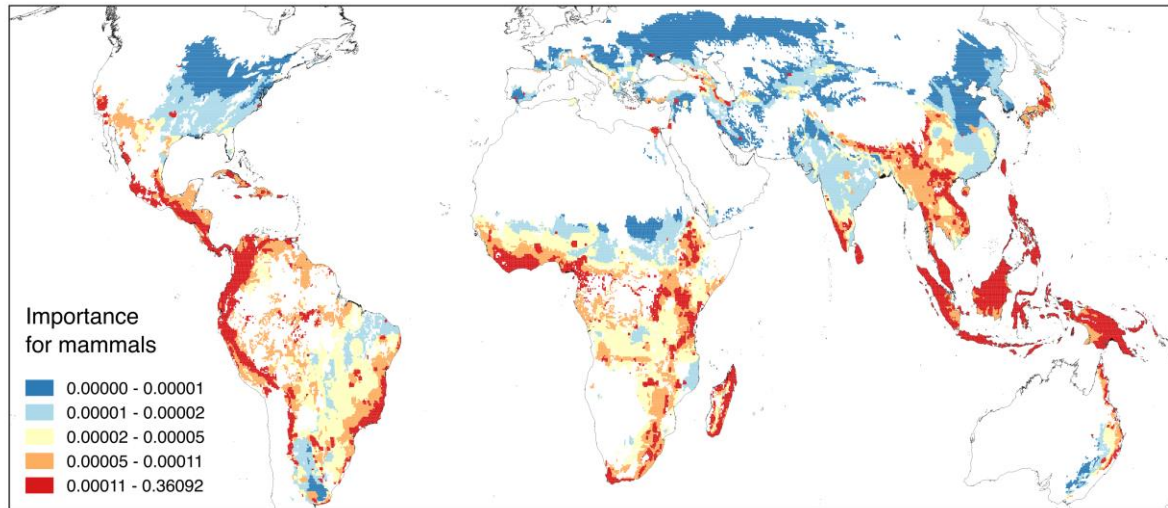 Importance
for mammals
0.00000 - 0.00001
0.00001 - 0.00002
0.00002 - 0.00005
0.00005 - 0.00011
0.00011 - 0.36092